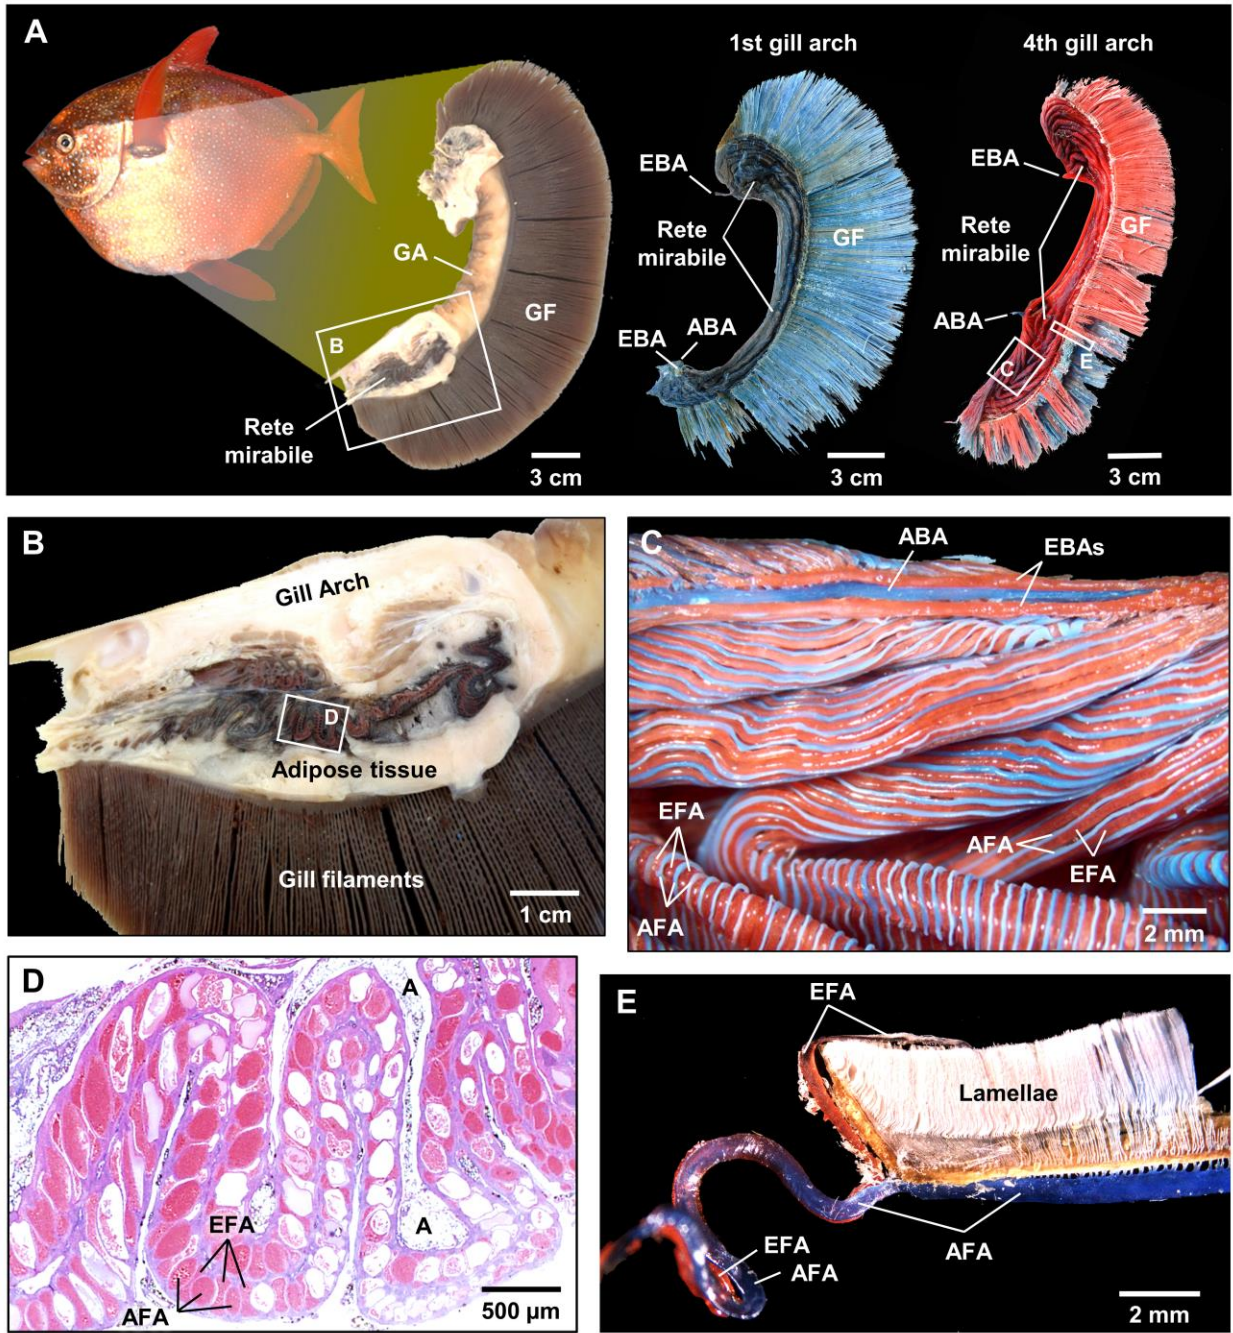 A
1st gill arch
4th gill arch
EBA
EBA
GA
Rete
mirabile
GF
Rete
mirabile
GF
GF
ABA
B
EBA
ABA
E
C
Rete
mirabile
3 cm
3 cm
3 cm
B
Gill Arch
D
Adipose tissue
Gill filaments
1 cm
C
ABA
EBAs
EFA
AFA
EFA
AFA
2 mm
D
A
EFA
A
AFA
500 µm
E
EFA
Lamellae
EFA
AFA
AFA
2 mm